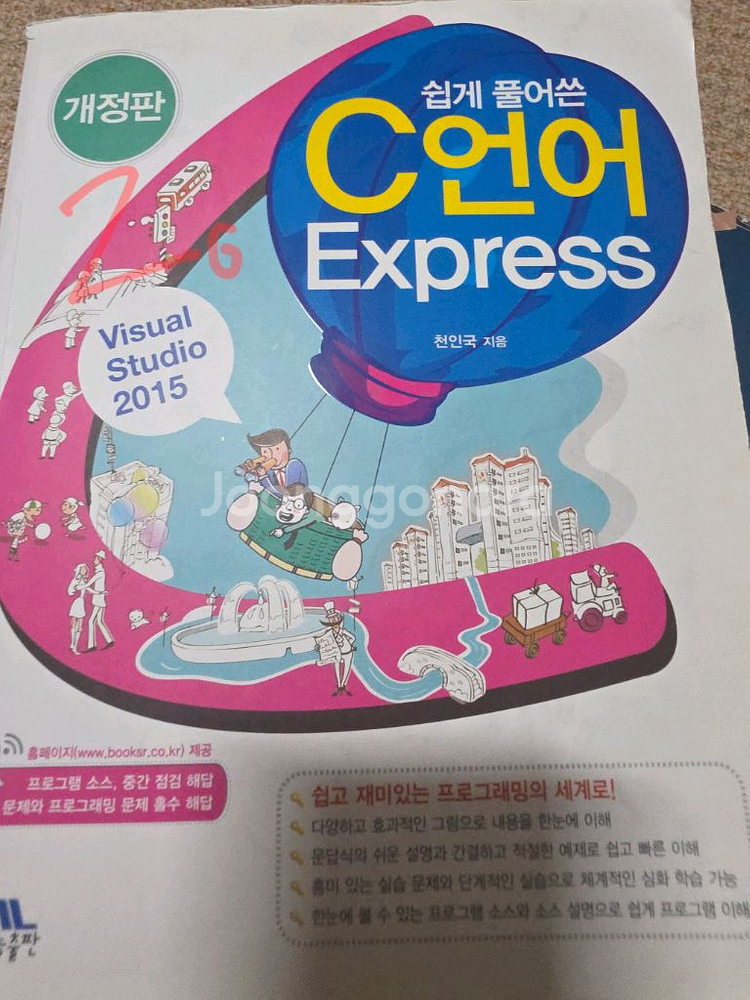 개정판
쉽게 풀어쓴
C언어
Express
천인국 지음
Visual
Studio
2015
홈페이지(www.booksr.co.kr) 제공
프로그램 소스, 중간 점검 해답
문제와 프로그래밍 문제 홀수 해답
쉽고 재미있는 프로그래밍의 세계로!
다양하고 효과적인 그림으로 내용을 한눈에 이해
문답식의 쉬운 설명과 간결하고 적절한 예제로 쉽고 빠른 이해
흥미 있는 실습 문제와 단계적인 실습으로 체계적인 심화 학습 가능
한눈에 볼 수 있는 프로그램 소스와 소스 설명으로 쉽게 프로그램 이해
출판